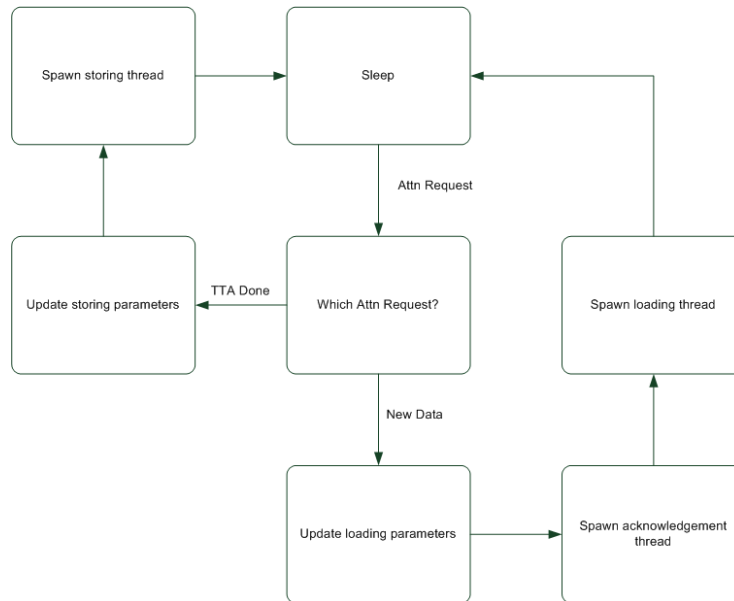 Spawn storing thread
Sleep
Attn Request
Update storing parameters
TTA Done
Which Attn Request?
Spawn loading thread
New Data
Update loading parameters
Spawn acknowledgement
thread